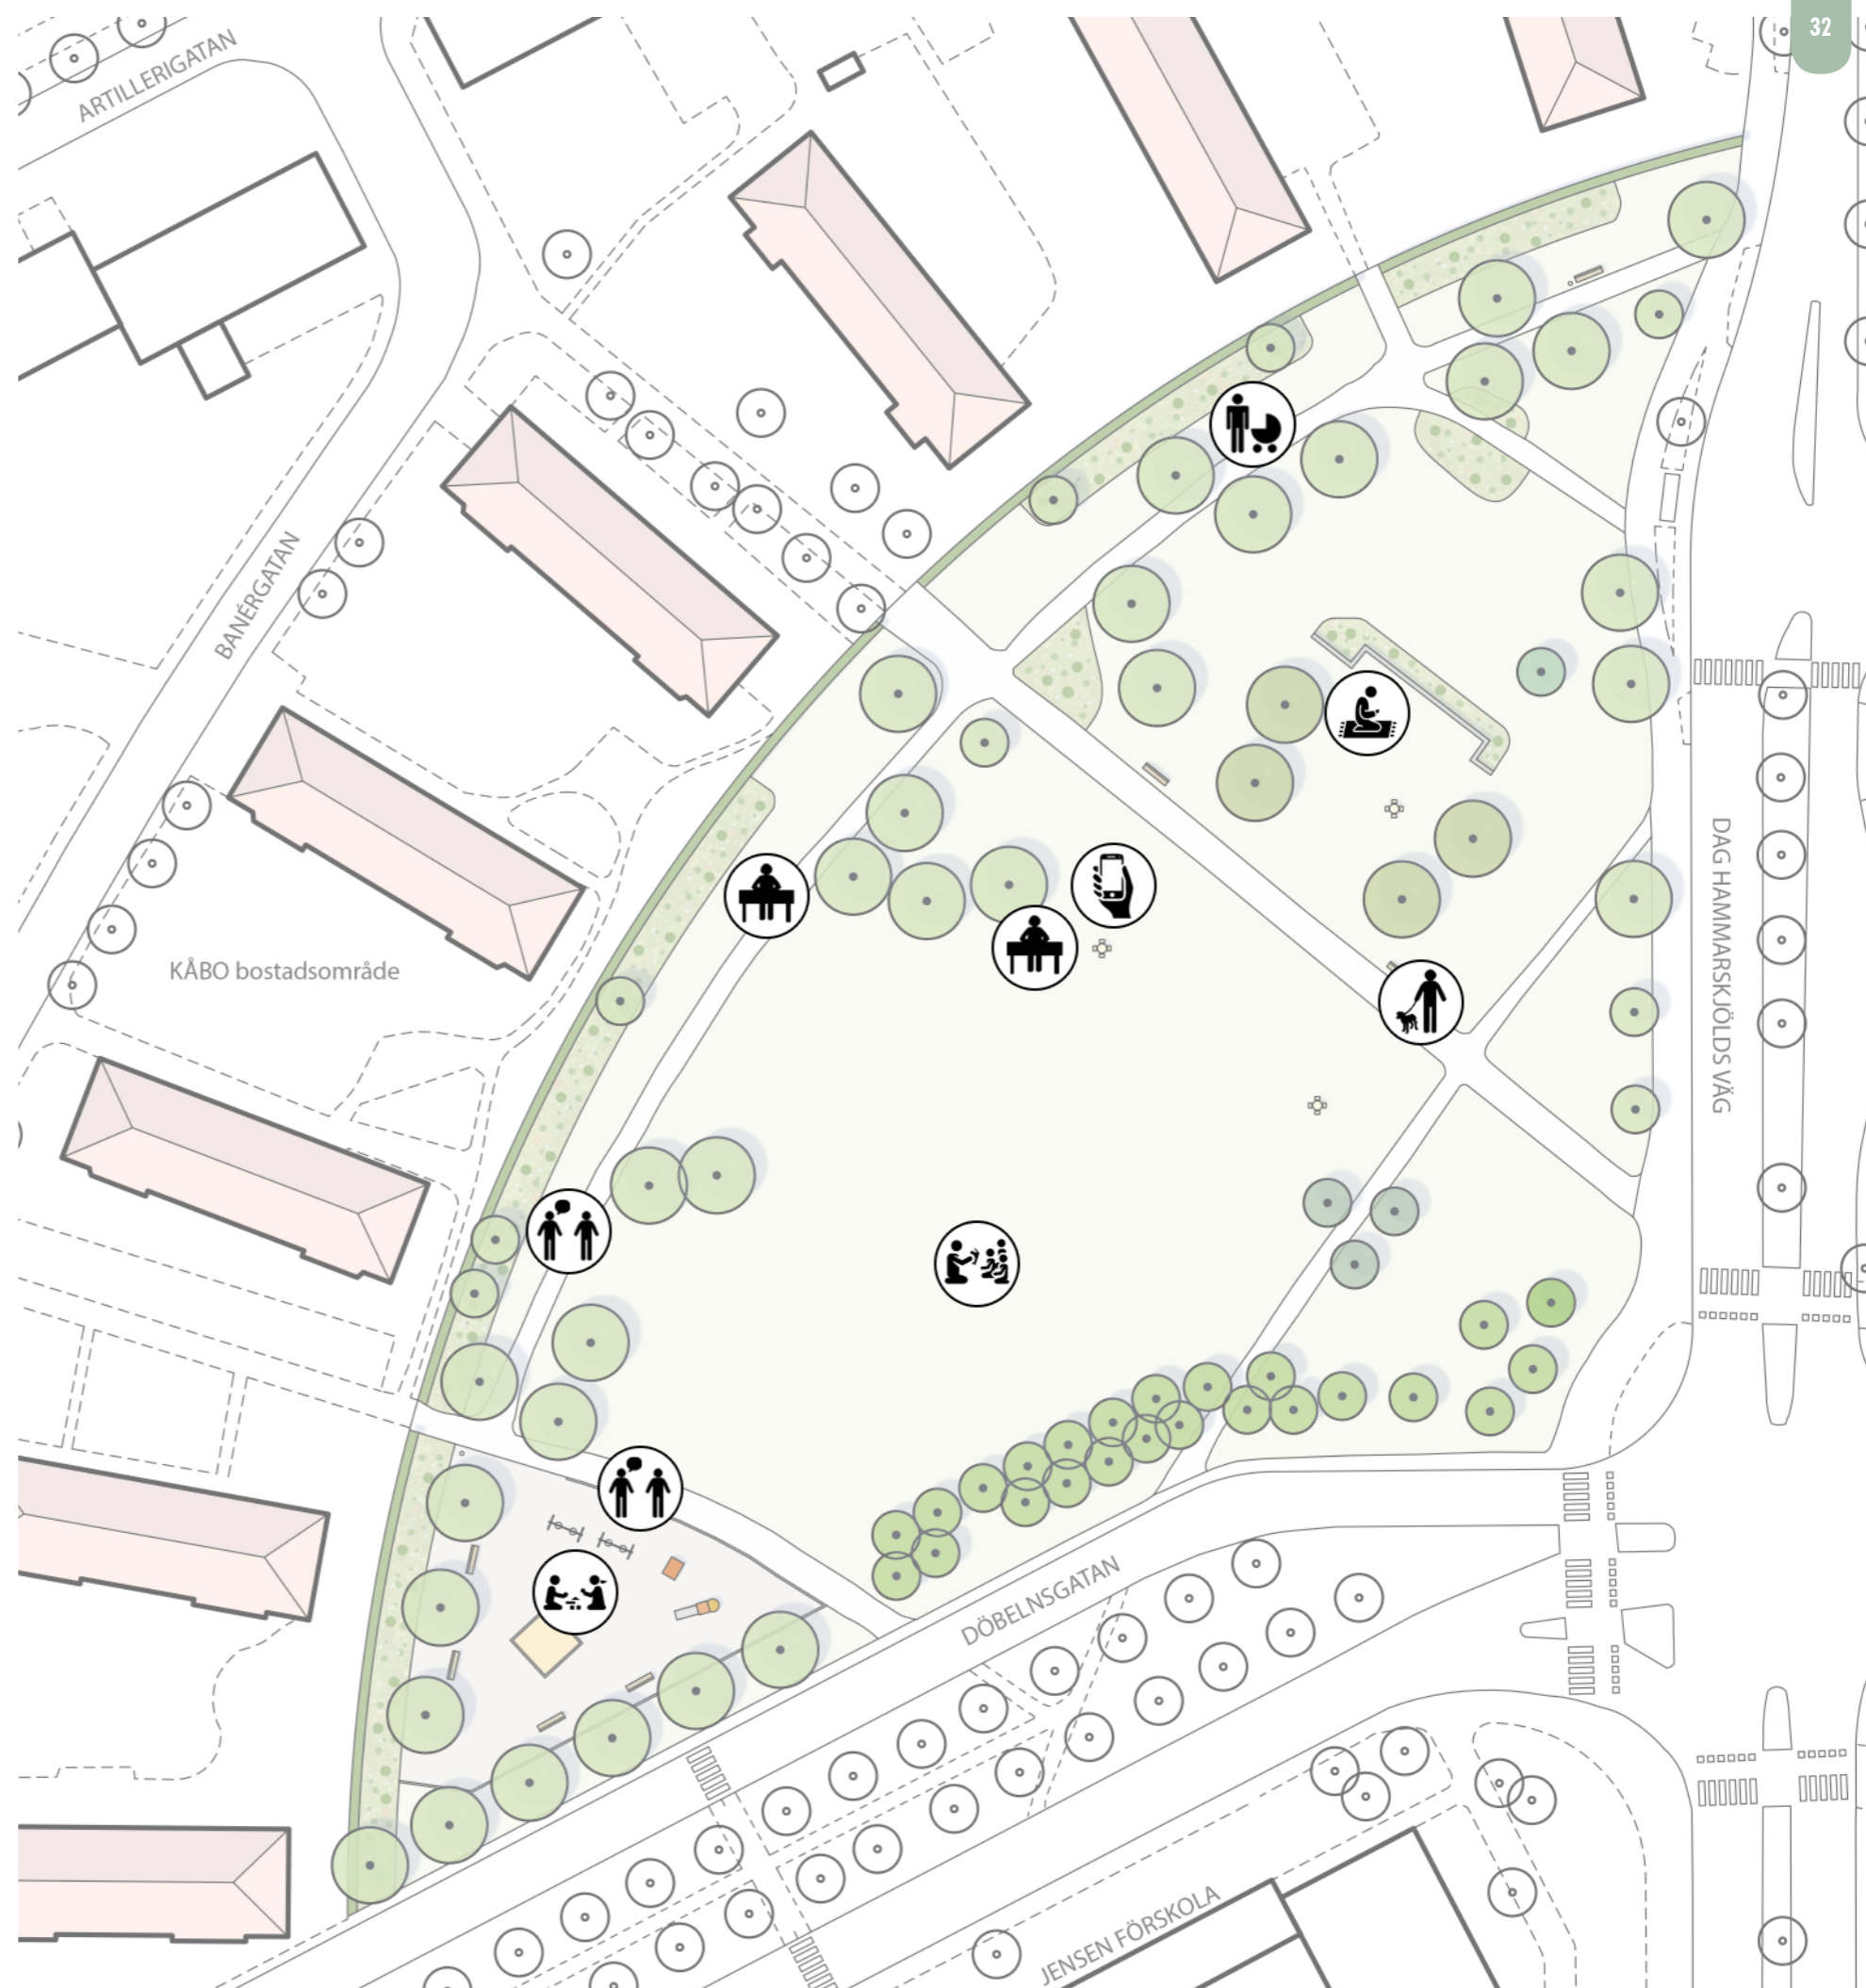 32
ARTILLERIGATAN
BANÉRGATAN
KÅBO bostadsområde
DAG HAMMARSKJÖLDS VÄG
DÖBELNSGATAN
JENSEN FÖRSKOLA